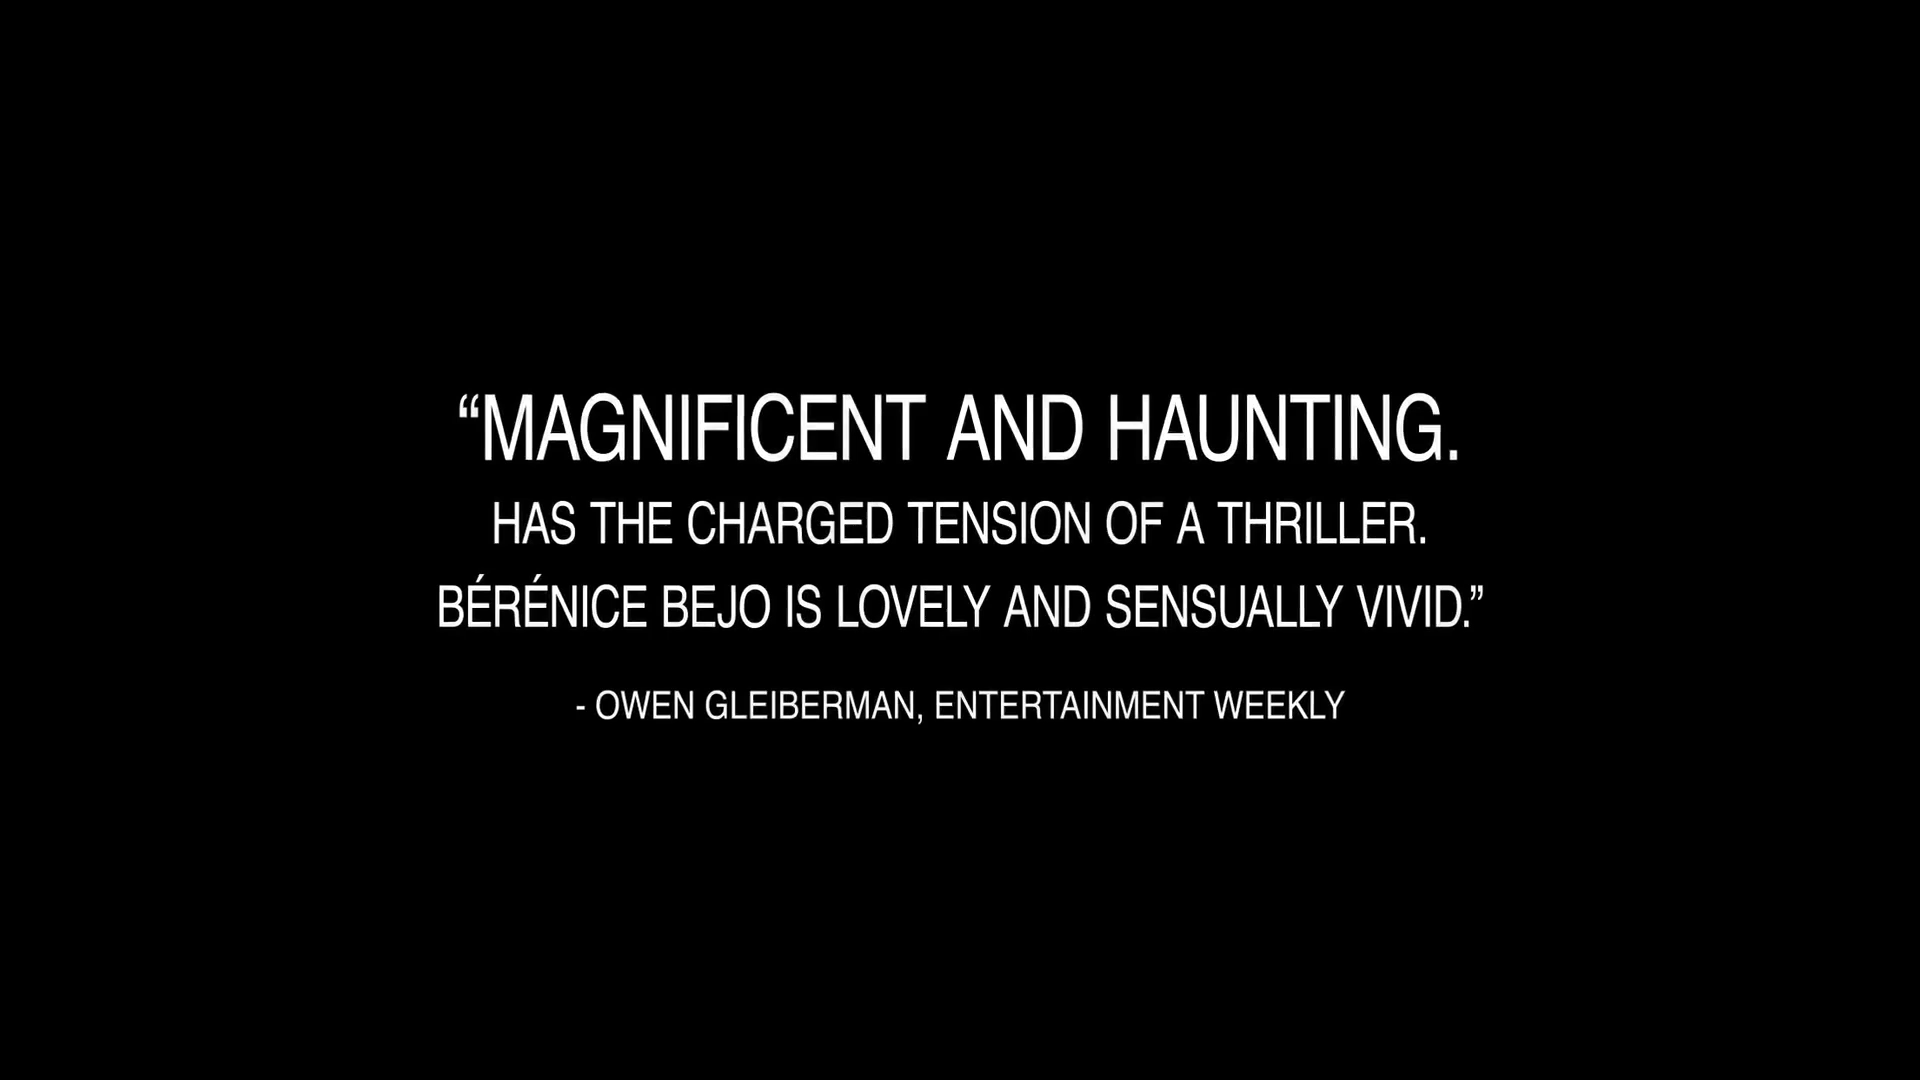 “MAGNIFICENT AND HAUNTING.
HAS THE CHARGED TENSION OF A THRILLER.
BÉRÉNICE BEJO IS LOVELY AND SENSUALLY VIVID.”
- OWEN GLEIBERMAN, ENTERTAINMENT WEEKLY